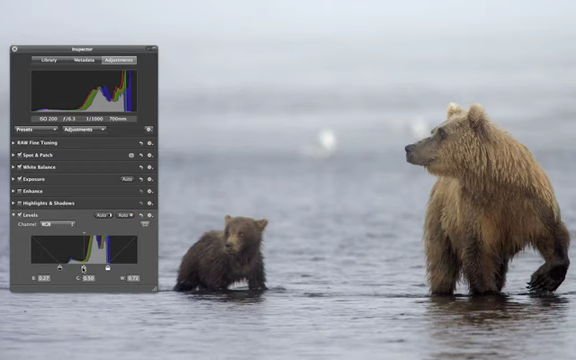 Inspector
Library Metadata Adjustments
ISO 200 ƒ/6.3 1/1000 700mm
Presets Adjustments
RAW Fine Tuning
Spot & Patch
White Balance
Exposure Auto
Enhance
Highlights & Shadows
Levels Auto Auto
Channel: RGB
B: 0.27 G: 0.50 W: 0.72